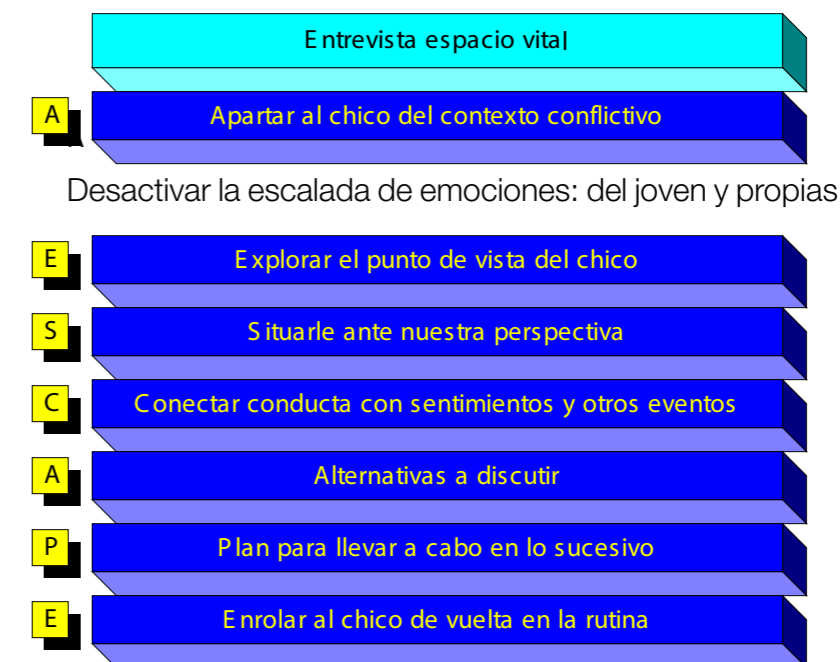 Entrevista espacio vital
A Apartar al chico del contexto conflictivo
Desactivar la escalada de emociones: del joven y propias
E Explorar el punto de vista del chico
S Situarle ante nuestra perspectiva
C Conectar conducta con sentimientos y otros eventos
A Alternativas a discutir
P Plan para llevar a cabo en lo sucesivo
E Enrolar al chico de vuelta en la rutina